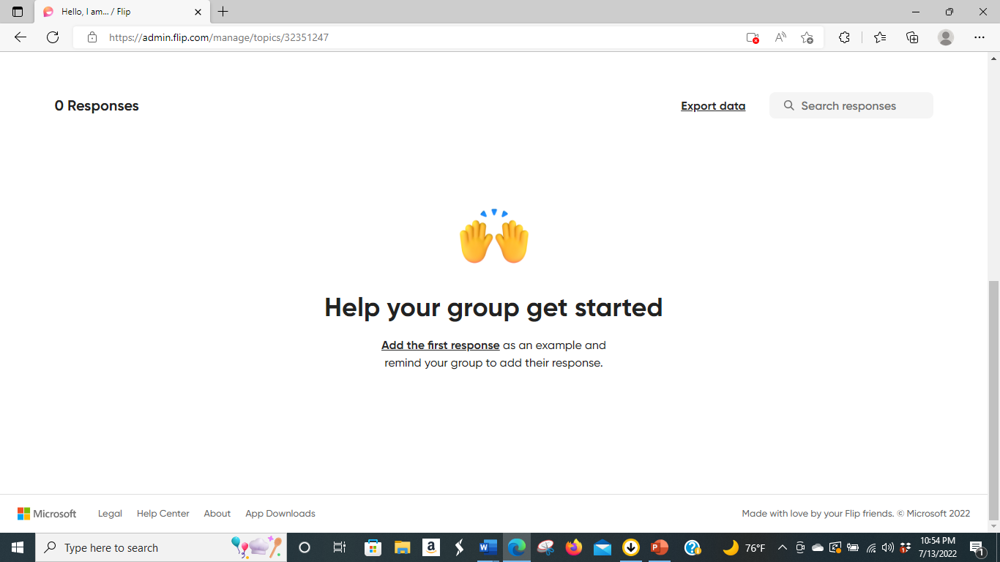 Hello, I am... / Flip
https://admin.flip.com/manage/topics/32351247
0 Responses
Export data
Search responses
Help your group get started
Add the first response as an example and
remind your group to add their response.
Microsoft
Legal
Help Center
About
App Downloads
Made with love by your Flip friends. © Microsoft 2022
Type here to search
76°F
10:54 PM
7/13/2022
1